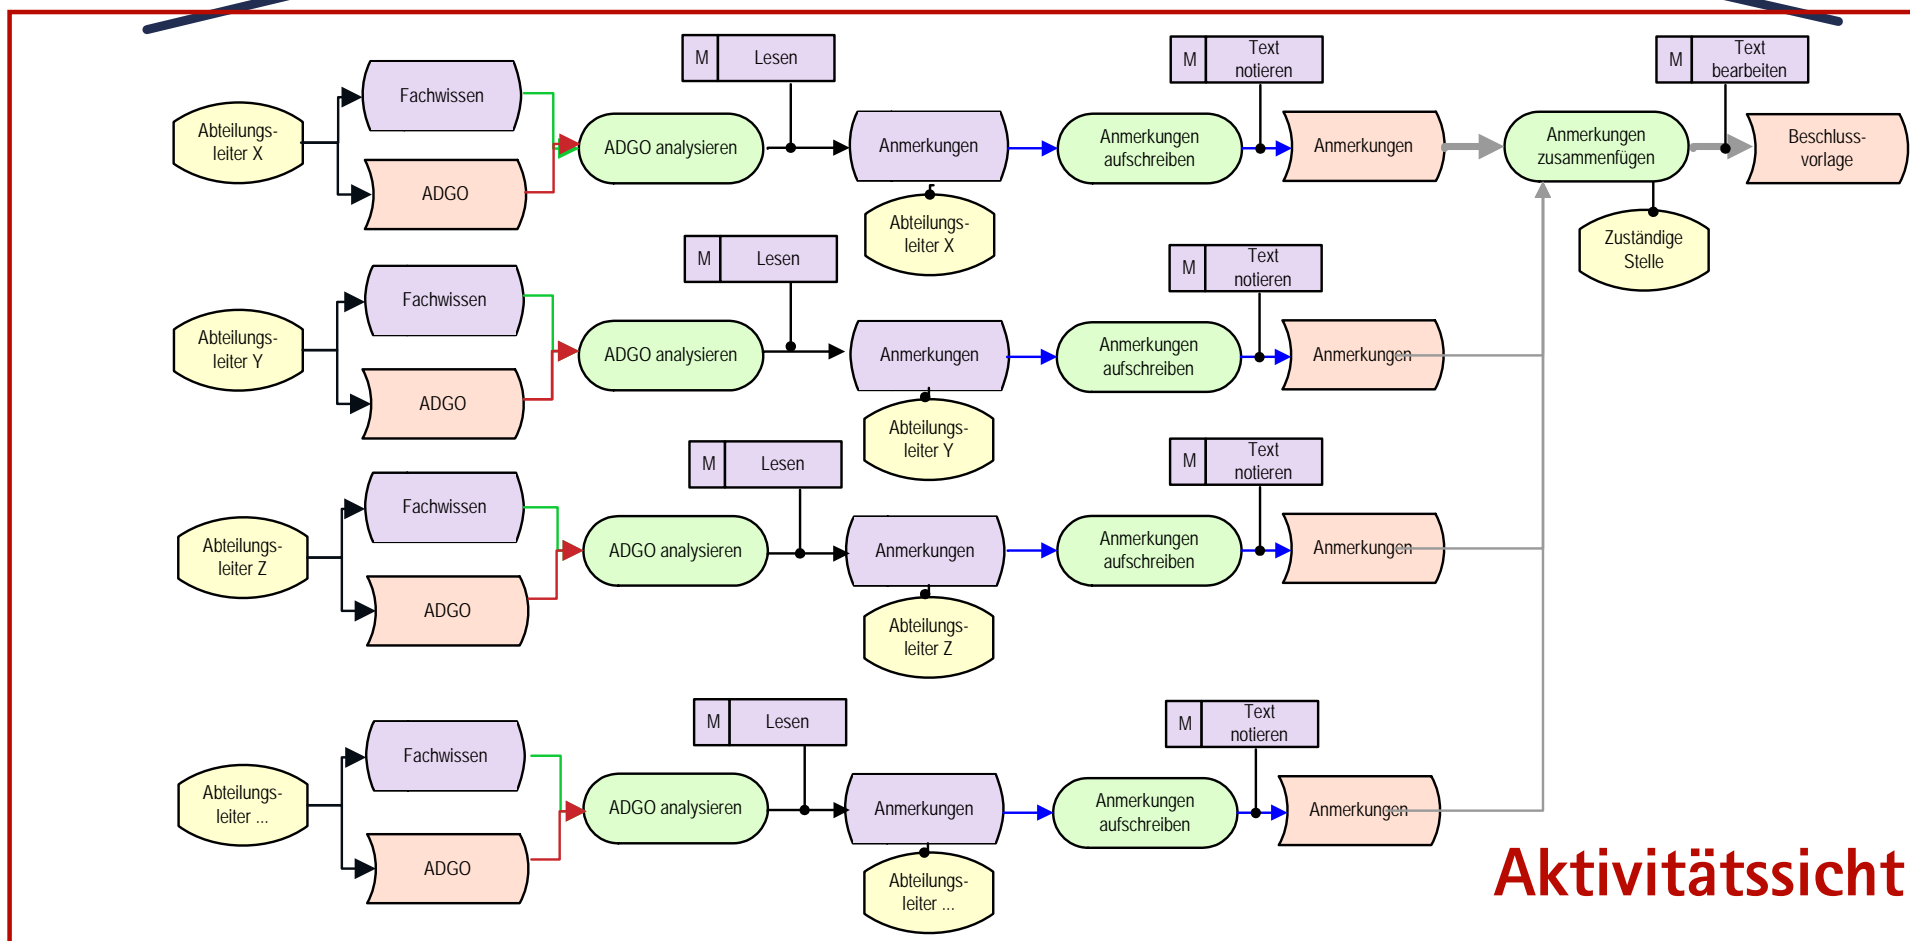 M
Lesen
M
Text
notieren
M
Text
bearbeiten
Abteilungs-
leiter X
Fachwissen
ADGO
ADGO analysieren
Anmerkungen
Abteilungs-
leiter X
Anmerkungen
aufschreiben
Anmerkungen
Anmerkungen
zusammenfügen
Beschluss-
vorlage
Zuständige
Stelle
M
Lesen
M
Text
notieren
Abteilungs-
leiter Y
Fachwissen
ADGO
ADGO analysieren
Anmerkungen
Abteilungs-
leiter Y
Anmerkungen
aufschreiben
Anmerkungen
M
Lesen
M
Text
notieren
Abteilungs-
leiter Z
Fachwissen
ADGO
ADGO analysieren
Anmerkungen
Abteilungs-
leiter Z
Anmerkungen
aufschreiben
Anmerkungen
M
Lesen
M
Text
notieren
Abteilungs-
leiter ...
Fachwissen
ADGO
ADGO analysieren
Anmerkungen
Abteilungs-
leiter ...
Anmerkungen
aufschreiben
Anmerkungen
Aktivitätssicht